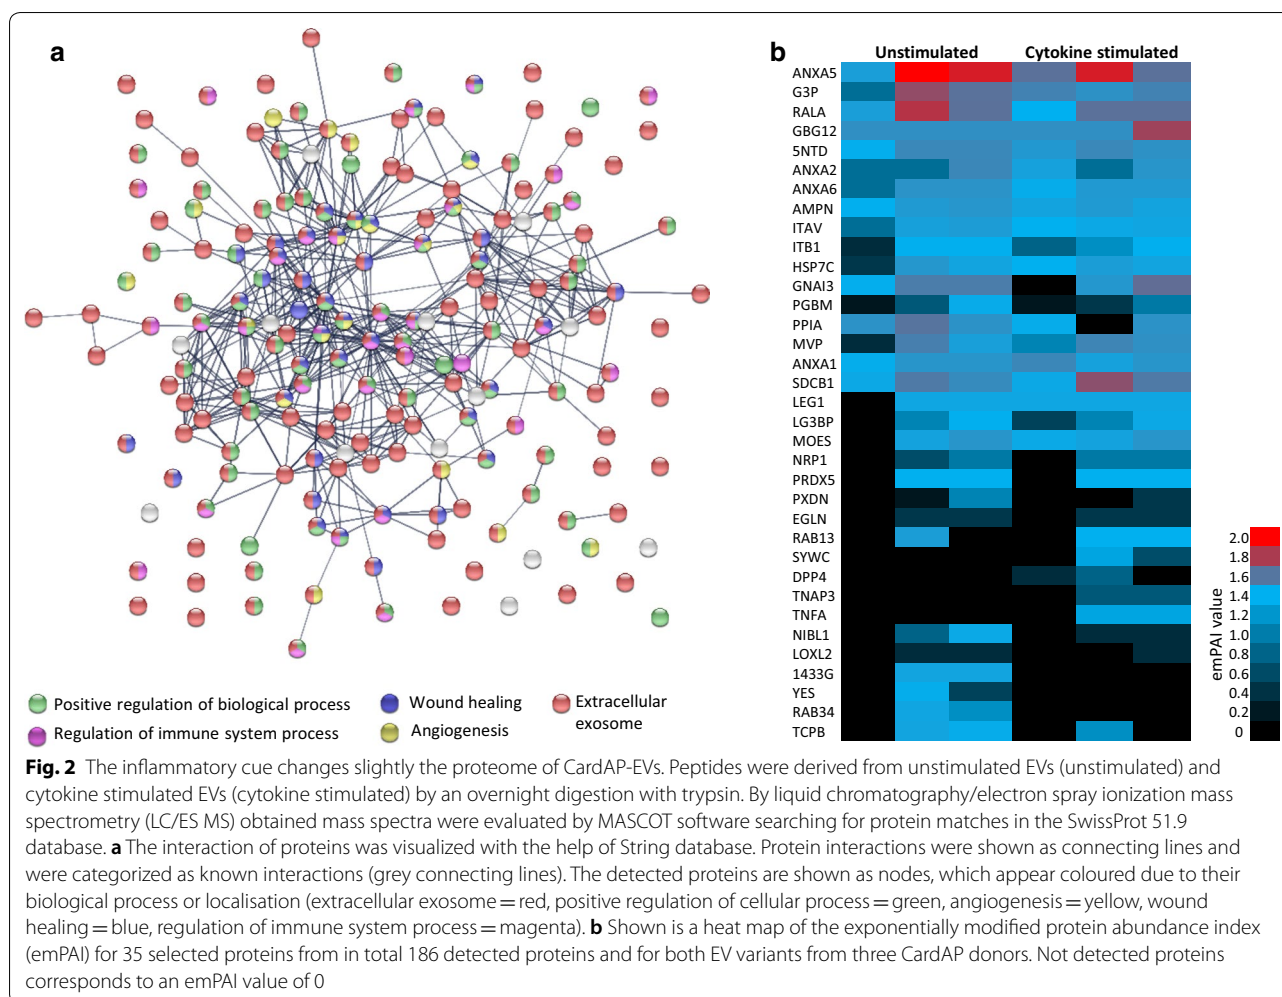 a
Positive regulation of biological process
Regulation of immune system process
Wound healing
Angiogenesis
Extracellular
exosome
b
Unstimulated
Cytokine stimulated
ANXA5
G3P
RALA
GBG12
5NTD
ANXA2
ANXA6
AMPN
ITAV
ITB1
HSP7C
GNAI3
PGBM
PPIA
MVP
ANXA1
SDCB1
LEG1
LG3BP
MOES
NRP1
PRDX5
PXDN
EGLN
RAB13
SYWC
DPP4
TNAP3
TNFA
NIBL1
LOXL2
1433G
YES
RAB34
TCPB
emPAI value
2.0
1.8
1.6
1.4
1.2
1.0
0.8
0.6
0.4
0.2
0
Fig. 2 The inflammatory cue changes slightly the proteome of CardAP-EVs. Peptides were derived from unstimulated EVs (unstimulated) and
cytokine stimulated EVs (cytokine stimulated) by an overnight digestion with trypsin. By liquid chromatography/electron spray ionization mass
spectrometry (LC/ES MS) obtained mass spectra were evaluated by MASCOT software searching for protein matches in the SwissProt 51.9
database. a The interaction of proteins was visualized with the help of String database. Protein interactions were shown as connecting lines and
were categorized as known interactions (grey connecting lines). The detected proteins are shown as nodes, which appear coloured due to their
biological process or localisation (extracellular exosome = red, positive regulation of cellular process = green, angiogenesis = yellow, wound
healing = blue, regulation of immune system process = magenta). b Shown is a heat map of the exponentially modified protein abundance index
(emPAI) for 35 selected proteins from in total 186 detected proteins and for both EV variants from three CardAP donors. Not detected proteins
corresponds to an emPAI value of 0